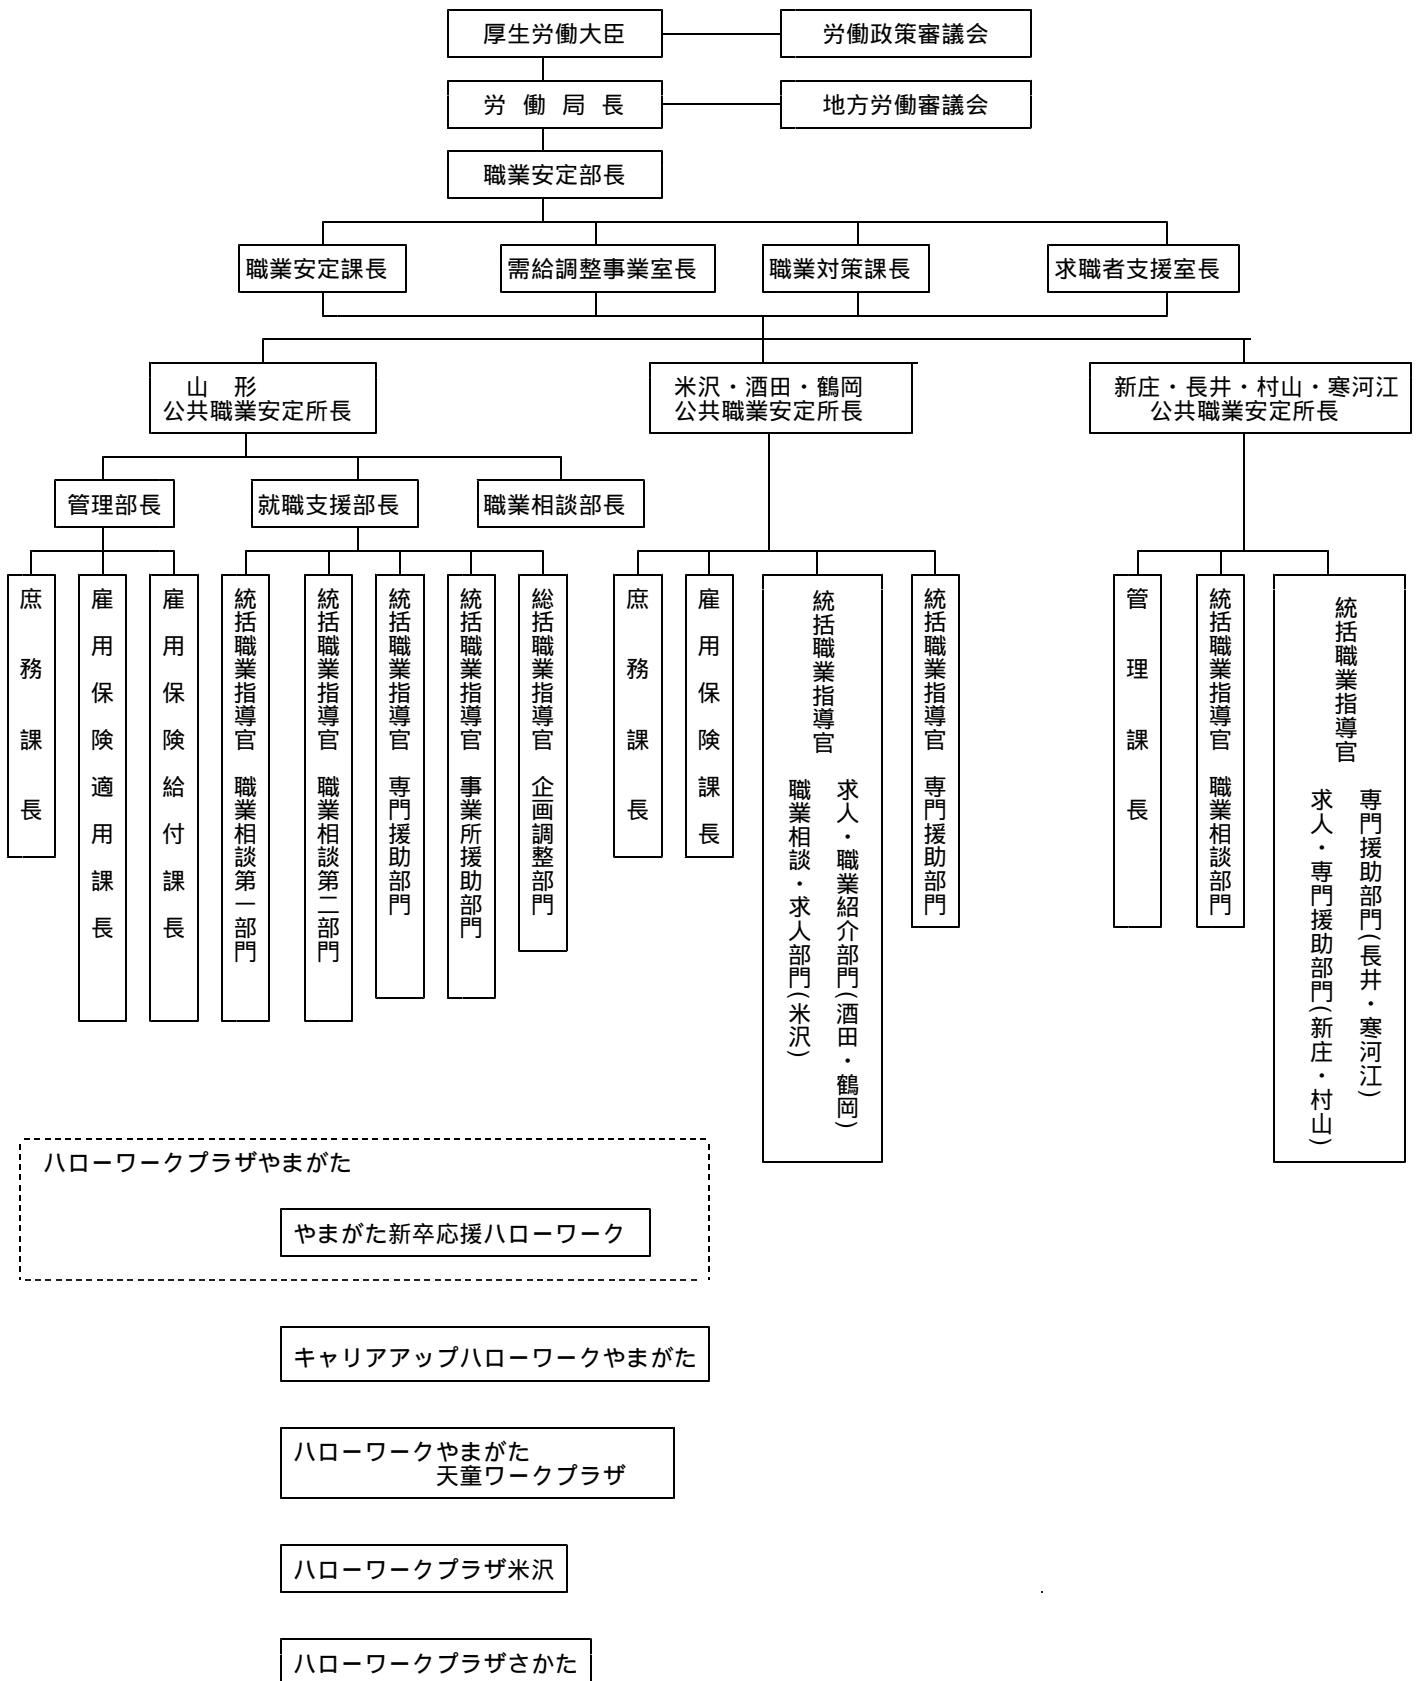 厚生労働大臣
労働政策審議会
労働局長
地方労働審議会
職業安定部長
職業安定課長
需給調整事業室長
職業対策課長
求職者支援室長
山 形
公共職業安定所長
米沢・酒田・鶴岡
公共職業安定所長
新庄・長井・村山・寒河江
公共職業安定所長
管理部長
就職支援部長
職業相談部長
庶務課長
雇用保険適用課長
雇用保険給付課長
統括職業指導官 職業相談第一部門
統括職業指導官 職業相談第二部門
統括職業指導官 専門援助部門
統括職業指導官 事業所援助部門
総括職業指導官 企画調整部門
庶務課長
雇用保険課長
統括職業指導官
求人・職業紹介部門(酒田・鶴岡)
職業相談・求人部門(米沢)
統括職業指導官 専門援助部門
管理課長
統括職業指導官 職業相談部門
統括職業指導官
専門援助部門(長井・寒河江)
求人・専門援助部門(新庄・村山)
ハローワークプラザやまがた
やまがた新卒応援ハローワーク
キャリアアップハローワークやまがた
ハローワークやまがた
天童ワークプラザ
ハローワークプラザ米沢
ハローワークプラザさかた